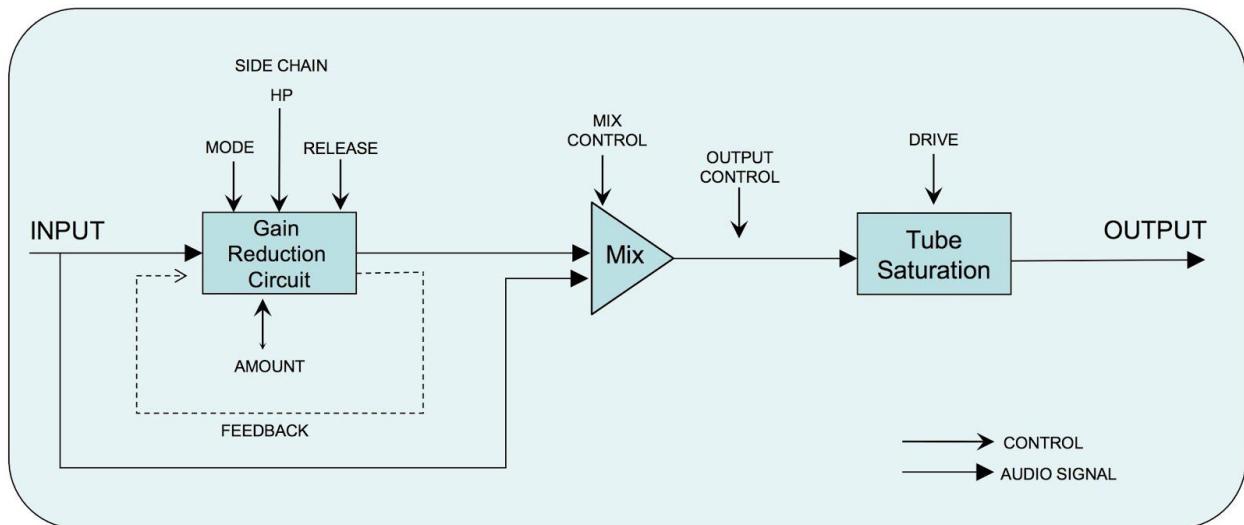 SIDE CHAIN
HP
MODE
RELEASE
MIX
CONTROL
OUTPUT
CONTROL
DRIVE
INPUT
Gain
Reduction
Circuit
Mix
Tube
Saturation
OUTPUT
AMOUNT
FEEDBACK
CONTROL
AUDIO SIGNAL